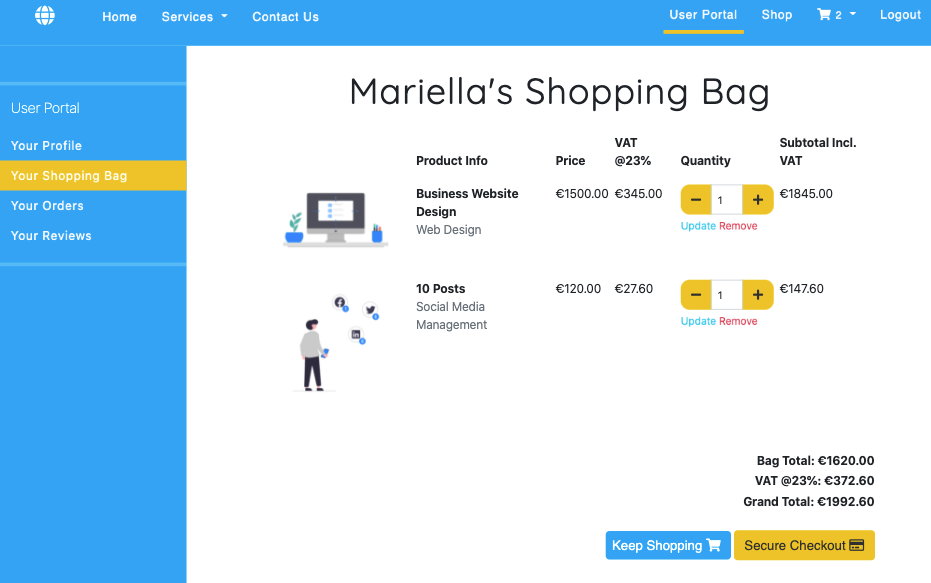 Home Services Contact Us User Portal Shop 2 Logout
User Portal
Your Profile
Your Shopping Bag
Your Orders
Your Reviews
Mariella's Shopping Bag
Product Info Price VAT @23% Quantity Subtotal Incl. VAT
Business Website Design
Web Design
€1500.00 €345.00 1 €1845.00
Update Remove
10 Posts
Social Media Management
€120.00 €27.60 1 €147.60
Update Remove
Bag Total: €1620.00
VAT @23%: €372.60
Grand Total: €1992.60
Keep Shopping Secure Checkout